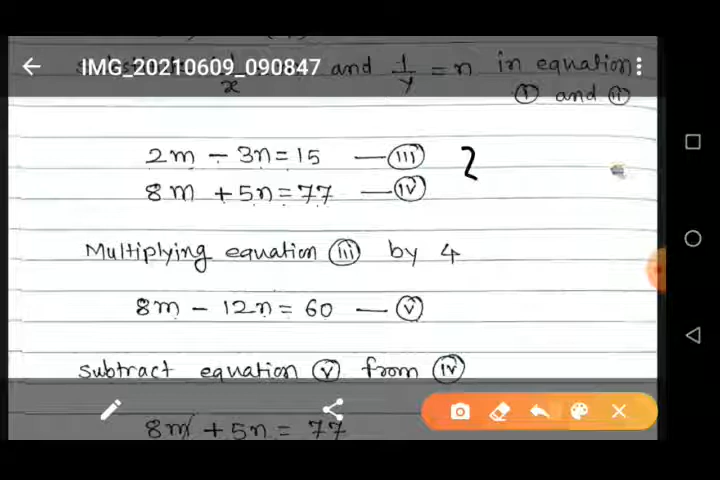 IMG_20210609_090847
and 1/y = n in equation
x
(i) and (ii)
2m - 3n = 15 — (iii) 2
8m + 5n = 77 — (iv)
Multiplying equation (iii) by 4
8m - 12n = 60 — (v)
subtract equation (v) from (iv)
8m + 5n = 77